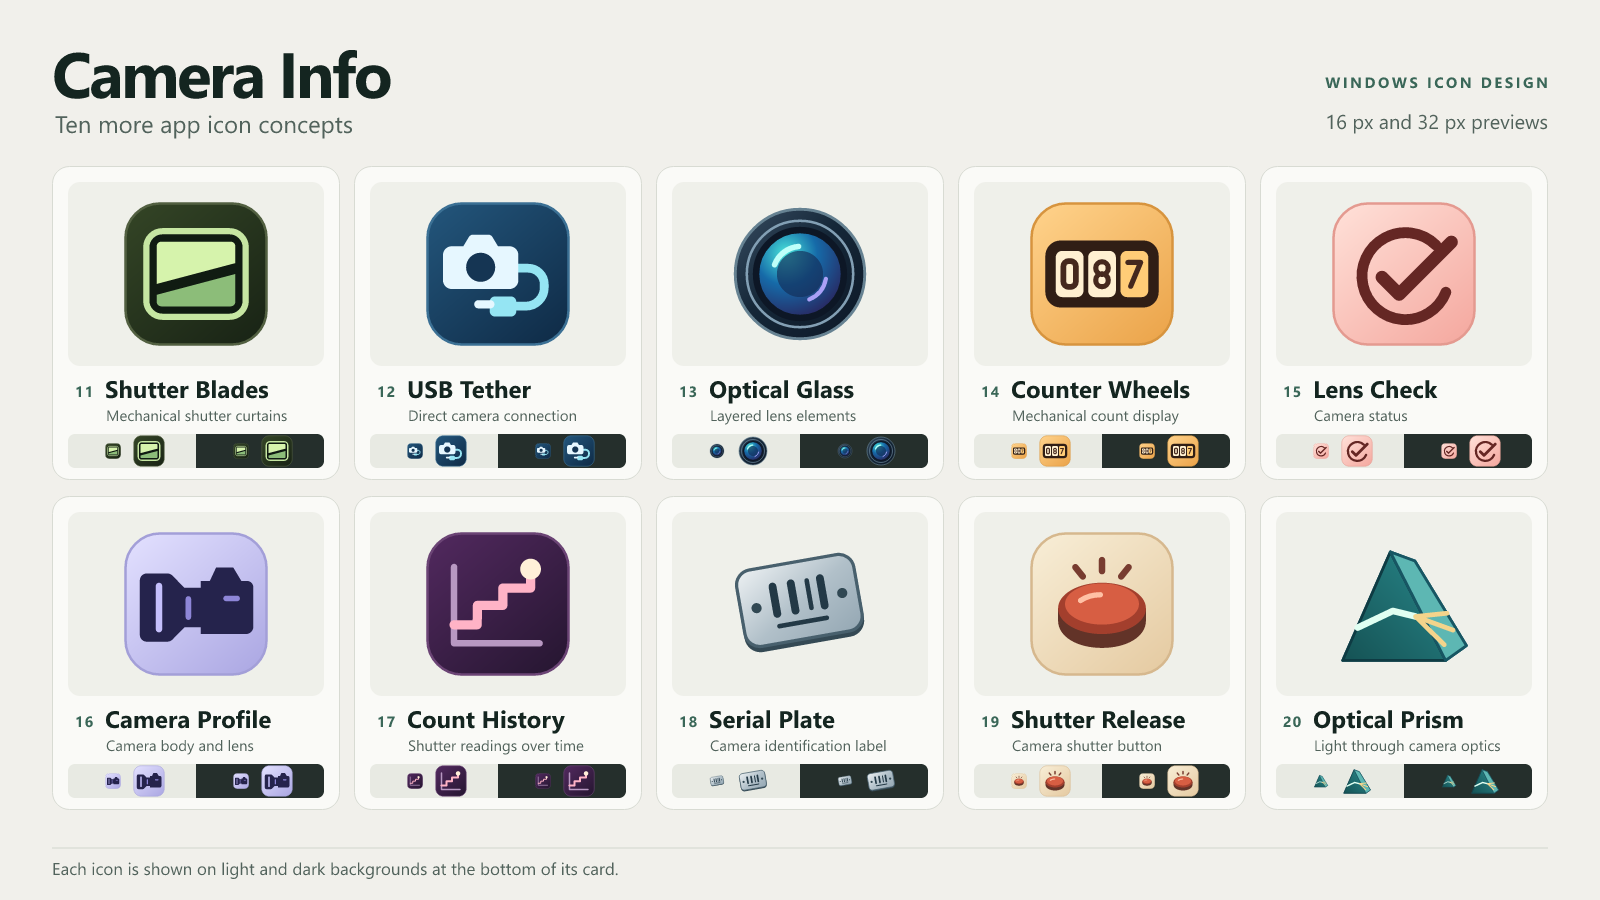 Camera Info
Ten more app icon concepts
WINDOWS ICON DESIGN
16 px and 32 px previews
087
11 Shutter Blades
Mechanical shutter curtains
12 USB Tether
Direct camera connection
13 Optical Glass
Layered lens elements
14 Counter Wheels
Mechanical count display
15 Lens Check
Camera status
087
087
16 Camera Profile
Camera body and lens
17 Count History
Shutter readings over time
18 Serial Plate
Camera identification label
19 Shutter Release
Camera shutter button
20 Optical Prism
Light through camera optics
Each icon is shown on light and dark backgrounds at the bottom of its card.